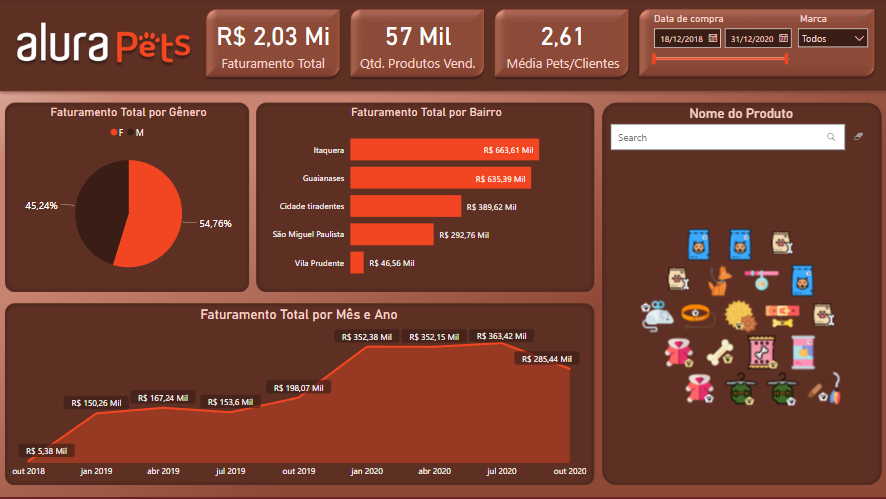 alura Pets
R$ 2,03 Mi
Faturamento Total
57 Mil
Qtd. Produtos Vend.
2,61
Média Pets/Clientes
Data de compra
18/12/2018
31/12/2020
Marca
Todos
Faturamento Total por Gênero
F M
45,24%
54,76%
Faturamento Total por Bairro
Itaquera R$ 663,61 Mil
Guaianases R$ 635,39 Mil
Cidade tiradentes R$ 389,62 Mil
São Miguel Paulista R$ 292,76 Mil
Vila Prudente R$ 46,56 Mil
Nome do Produto
Search
Faturamento Total por Mês e Ano
R$ 5,38 Mil
R$ 150,26 Mil
R$ 167,24 Mil
R$ 153,6 Mil
R$ 198,07 Mil
R$ 352,38 Mil
R$ 352,15 Mil
R$ 363,42 Mil
R$ 285,44 Mil
out 2018 jan 2019 abr 2019 jul 2019 out 2019 jan 2020 abr 2020 jul 2020 out 2020